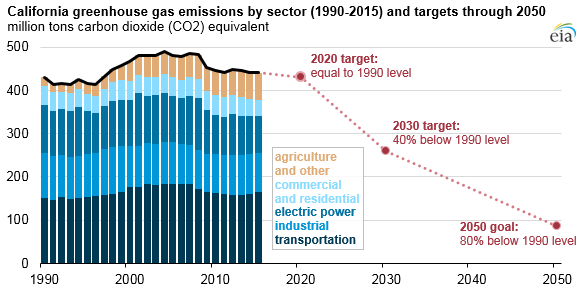 California greenhouse gas emissions by sector (1990-2015) and targets through 2050
million tons carbon dioxide (CO2) equivalent
eia
500
400
300
200
100
0
2020 target:
equal to 1990 level
2030 target:
40% below 1990 level
2050 goal:
80% below 1990 level
agriculture
and other
commercial
and residential
electric power
industrial
transportation
1990
2000
2010
2020
2030
2040
2050